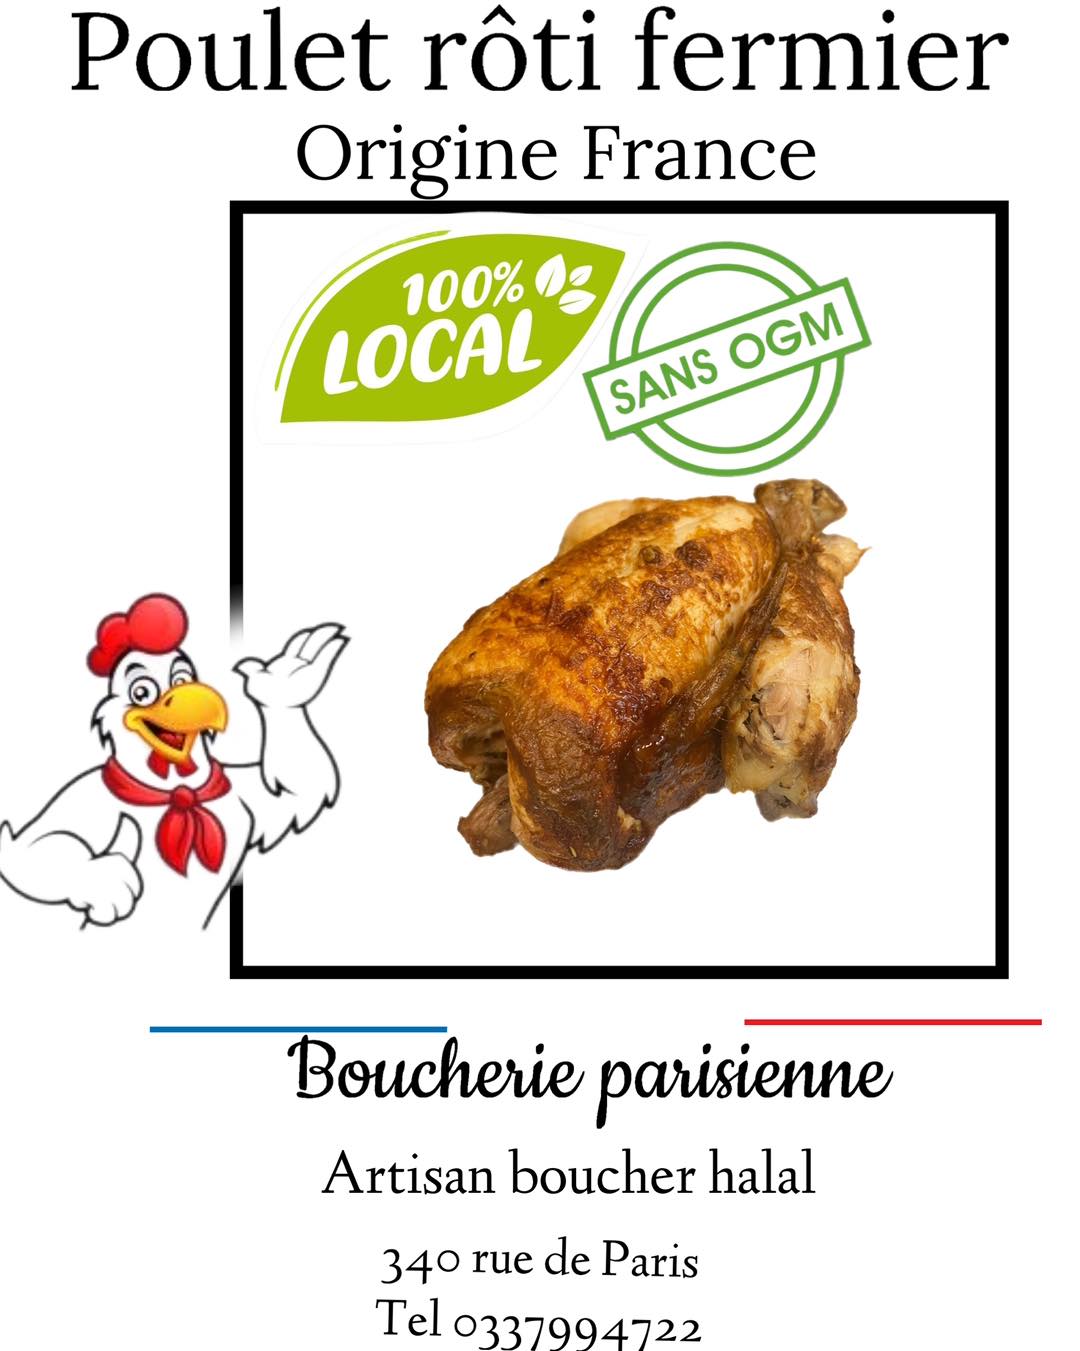 Poulet rôti fermier
Origine France
100%
LOCAL
SANS OGM
Boucherie parisienne
Artisan boucher halal
340 rue de Paris
Tel 0337994722